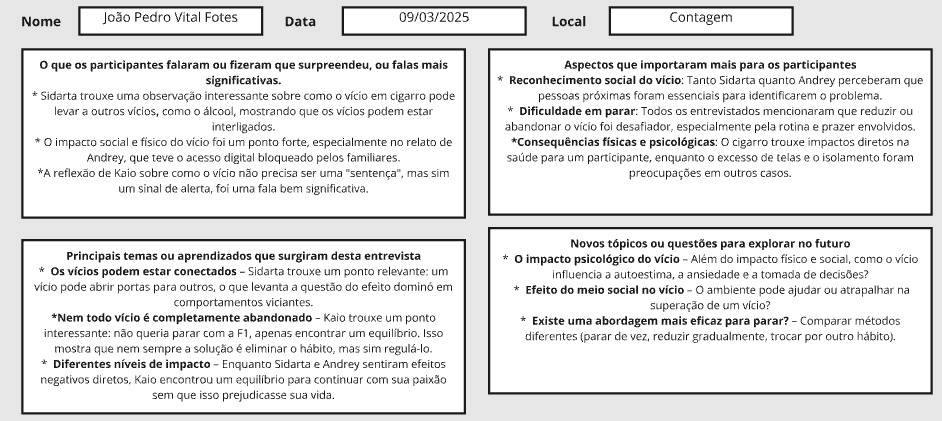 Nome João Pedro Vital Fotes Data 09/03/2025 Local Contagem
O que os participantes falaram ou fizeram que surpreendeu, ou falas mais
significativas.
* Sidarta trouxe uma observação interessante sobre como o vício em cigarro pode
levar a outros vícios, como o álcool, mostrando que os vícios podem estar
interligados.
* O impacto social e físico do vício foi um ponto forte, especialmente no relato de
Andrey, que teve o acesso digital bloqueado pelos familiares.
*A reflexão de Kaio sobre como o vício não precisa ser uma "sentença", mas sim
um sinal de alerta, foi uma fala bem significativa.
Aspectos que importaram mais para os participantes
* Reconhecimento social do vício: Tanto Sidarta quanto Andrey perceberam que
pessoas próximas foram essenciais para identificarem o problema.
* Dificuldade em parar: Todos os entrevistados mencionaram que reduzir ou
abandonar o vício foi desafiador, especialmente pela rotina e prazer envolvidos.
*Consequências físicas e psicológicas: O cigarro trouxe impactos diretos na
saúde para um participante, enquanto o excesso de telas e o isolamento foram
preocupações em outros casos.
Principais temas ou aprendizados que surgiram desta entrevista
* Os vícios podem estar conectados – Sidarta trouxe um ponto relevante: um
vício pode abrir portas para outros, o que levanta a questão do efeito dominó em
comportamentos viciantes.
*Nem todo vício é completamente abandonado – Kaio trouxe um ponto
interessante: não queria parar com a F1, apenas encontrar um equilíbrio. Isso
mostra que nem sempre a solução é eliminar o hábito, mas sim regulá-lo.
* Diferentes níveis de impacto – Enquanto Sidarta e Andrey sentiram efeitos
negativos diretos, Kaio encontrou um equilíbrio para continuar com sua paixão
sem que isso prejudicasse sua vida.
Novos tópicos ou questões para explorar no futuro
* O impacto psicológico do vício – Além do impacto físico e social, como o vício
influencia a autoestima, a ansiedade e a tomada de decisões?
* Efeito do meio social no vício – O ambiente pode ajudar ou atrapalhar na
superação de um vício?
* Existe uma abordagem mais eficaz para parar? – Comparar métodos
diferentes (parar de vez, reduzir gradualmente, trocar por outro hábito).